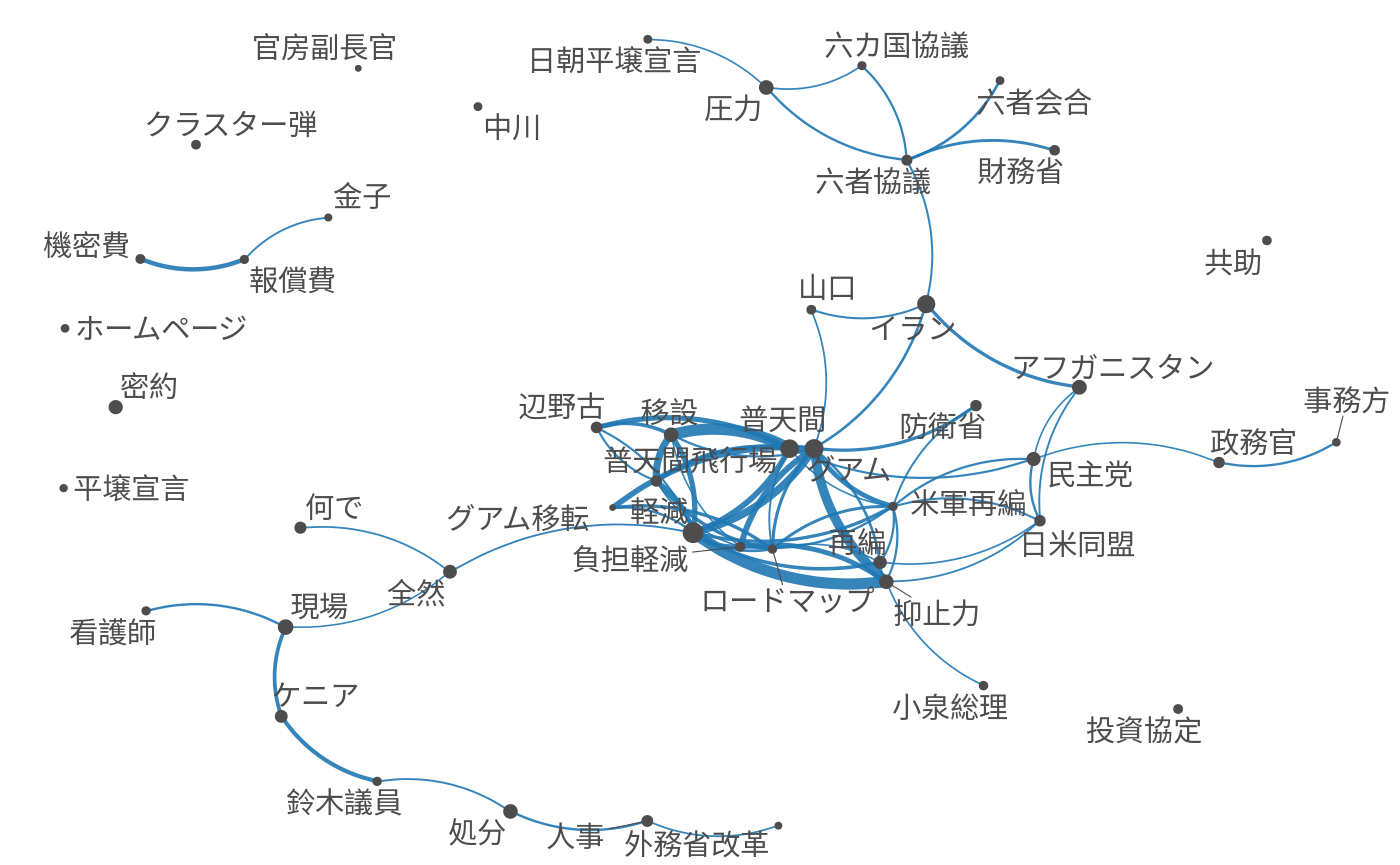 官房副長官
日朝平壌宣言
六カ国協議
圧力
六者会合
クラスター弾
中川
六者協議
財務省
金子
機密費
報償費
共助
山口
イラン
ホームページ
アフガニスタン
密約
辺野古
移設
普天間
防衛省
事務方
政務官
普天間飛行場
グアム
民主党
平壌宣言
何で
グアム移転
軽減
米軍再編
負担軽減
再編
日米同盟
全然
ロードマップ
抑止力
看護師
現場
ケニア
小泉総理
投資協定
鈴木議員
処分
人事
外務省改革